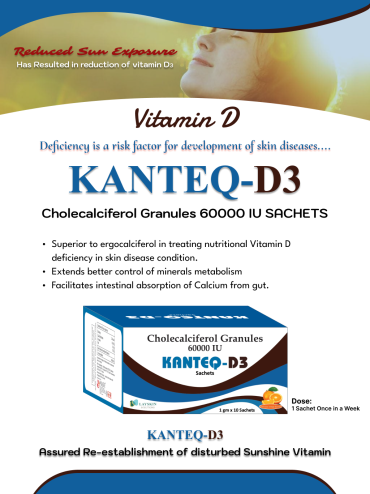 Reduced Sun Exposure
Has Resulted in reduction of vitamin D3
Vitamin D
Deficiency is a risk factor for development of skin diseases....
KANTEQ-D3
Cholecalciferol Granules 60000 IU SACHETS
• Superior to ergocalciferol in treating nutritional Vitamin D
deficiency in skin disease condition.
• Extends better control of minerals metabolism
• Facilitates intestinal absorption of Calcium from gut.
KANTEQ-D3
Cholecalciferol Granules
60000 IU
KANTEQ-D3
Sachets
1 gm x 10 Sachets
Dose:
1 Sachet Once in a Week
KANTEQ-D3
Assured Re-establishment of disturbed Sunshine Vitamin